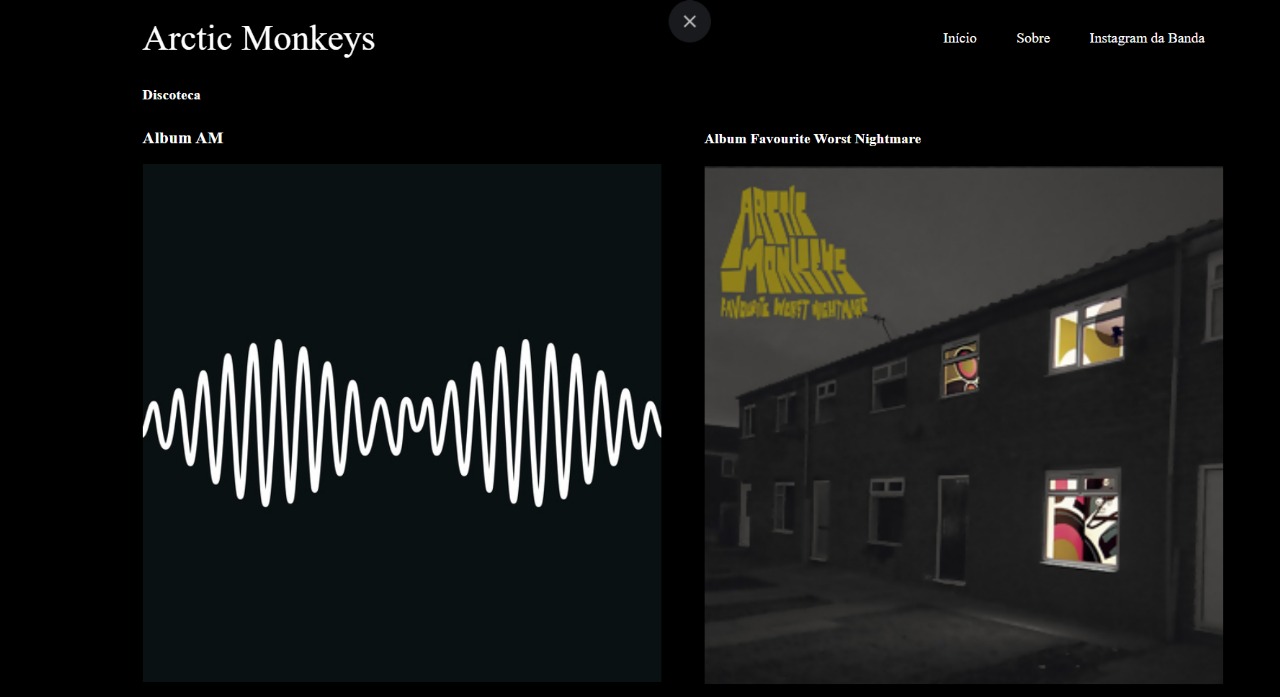 Arctic Monkeys
Início
Sobre
Instagram da Banda
Discoteca
Album AM
Album Favourite Worst Nightmare
ARCTIC
MONKEYS
FAVOURITE WORST NIGHTMARE